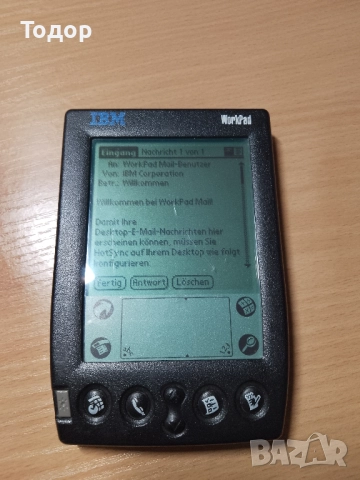 Тодор
IBM WorkPad
Eingang Nachricht 1 von 1
An: WorkPad Mail-Benutzer
Von: IBM Corporation
Betr.: Willkommen
Willkommen bei WorkPad Mail!
Damit Ihre
Desktop-E-Mail-Nachrichten hier
erscheinen können, müssen Sie
HotSync auf Ihrem Desktop wie folgt
konfigurieren.
Fertig Antwort Löschen
BAZAR